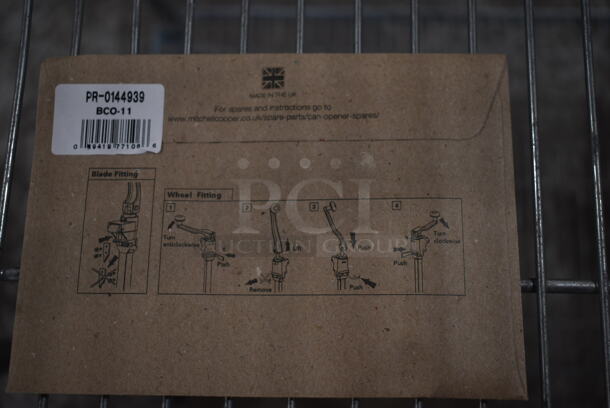 PR-0144939
BCO-11
MADE IN THE UK
For spares and instructions go to
www.mitchellcooper.co.uk/spare-parts/can-opener-spares/
Blade Fitting
Wheel Fitting
1
2
3
4
Turn
anticlockwise
Push
Lift
Remove
Push
Turn
clockwise
Push
PCI
AUCTION GROUP